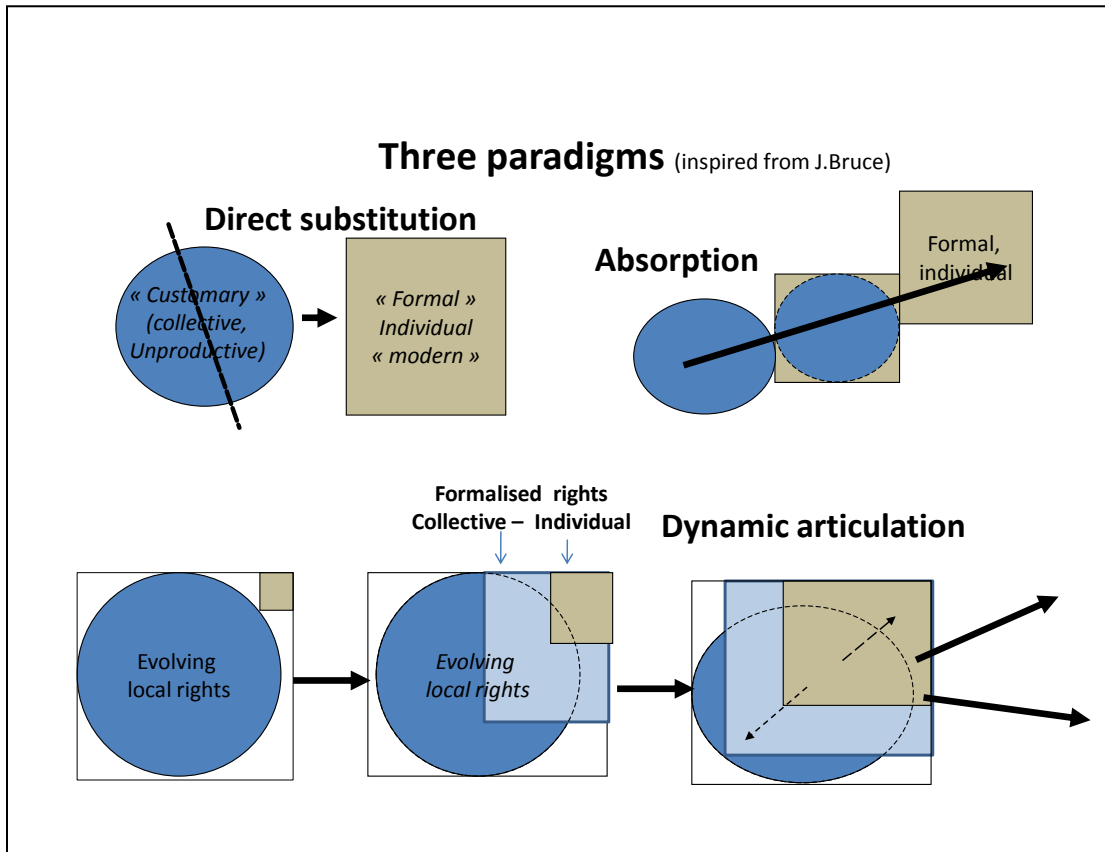 Three paradigms (inspired from J.Bruce)
Direct substitution
« Customary »
(collective,
Unproductive)
« Formal »
Individual
« modern »
Absorption
Formal,
individual
Formalised rights
Collective – Individual
Dynamic articulation
Evolving
local rights
Evolving
local rights